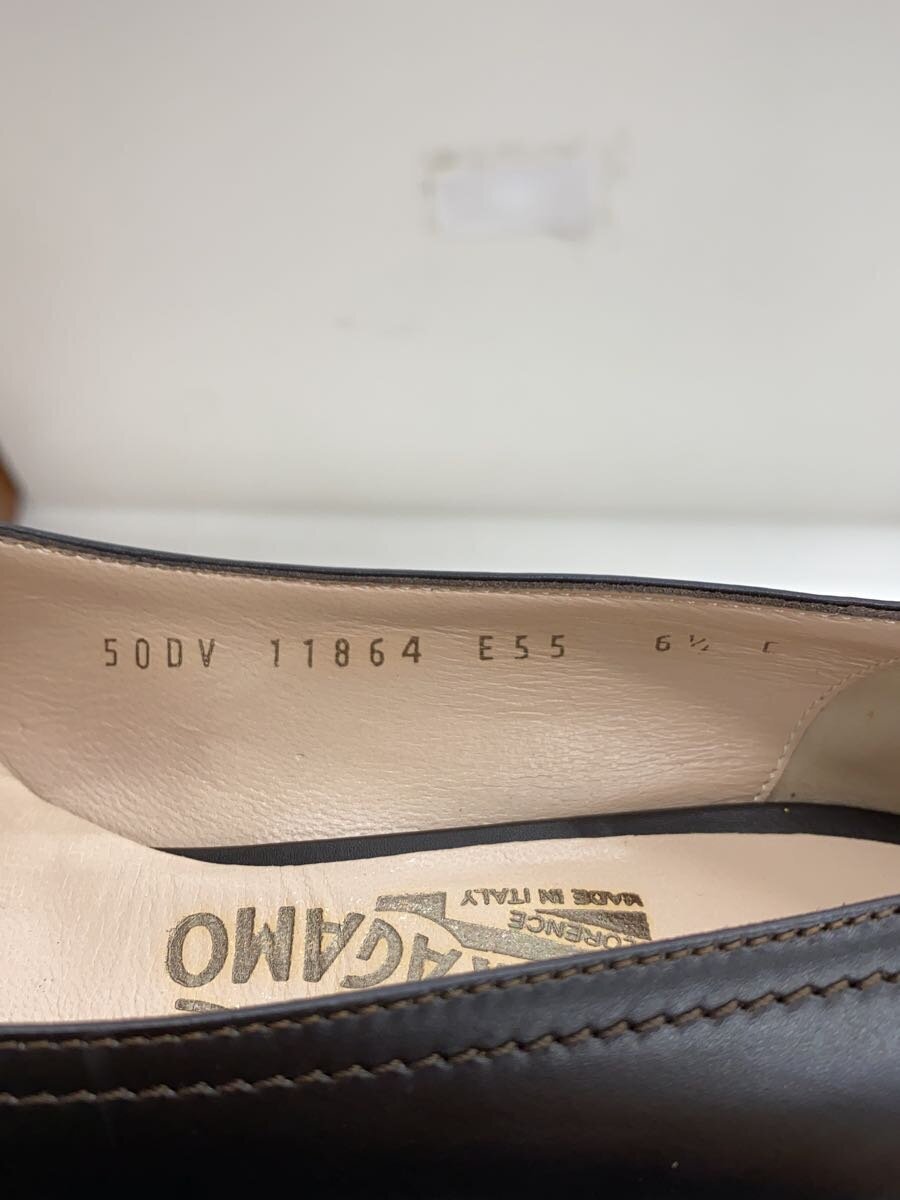 50DV 11864 E55 6½
AGAMO
FLORENCE
MADE IN ITALY